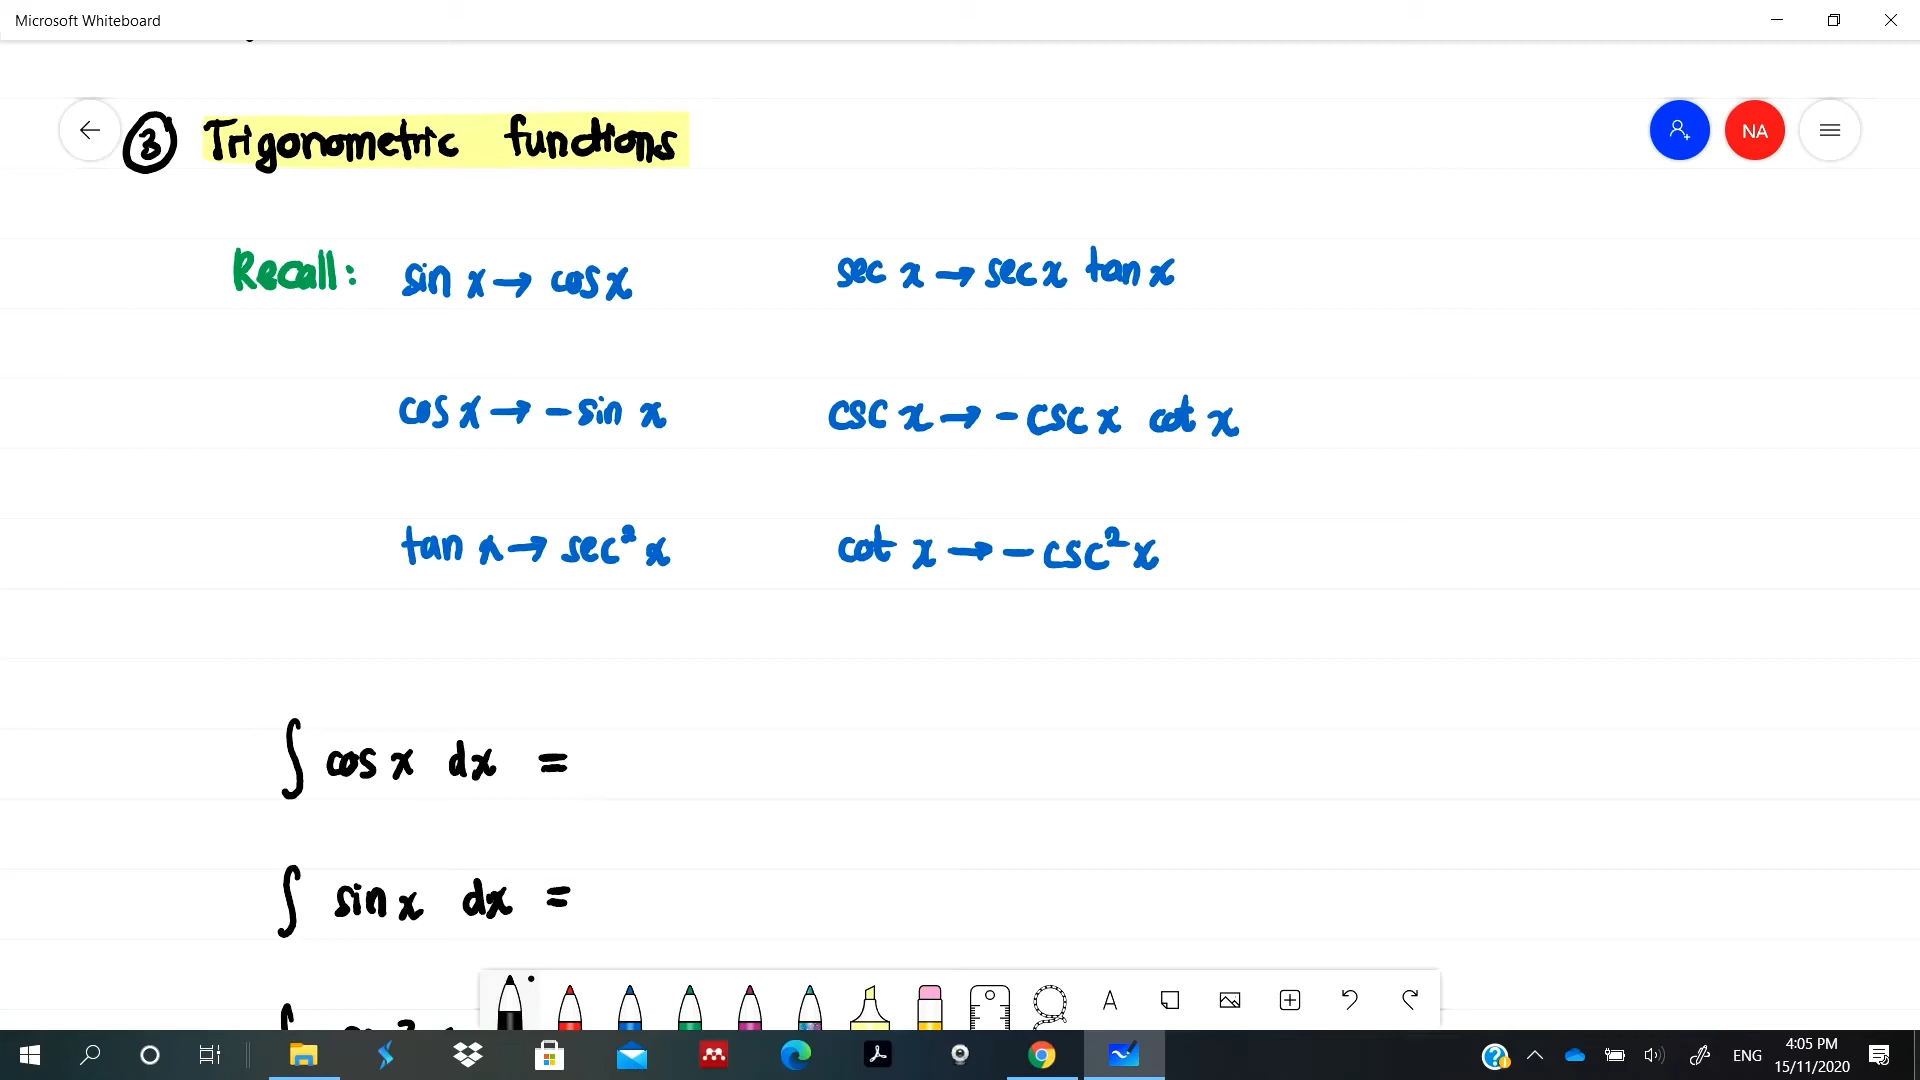 Microsoft Whiteboard
③ Trigonometric functions
NA
Recall: sin x → cos x sec x → sec x tan x
cos x → - sin x csc x → - csc x cot x
tan x → sec² x cot x → - csc² x
∫ cos x dx =
∫ sin x dx =
A
ENG
4:05 PM
15/11/2020